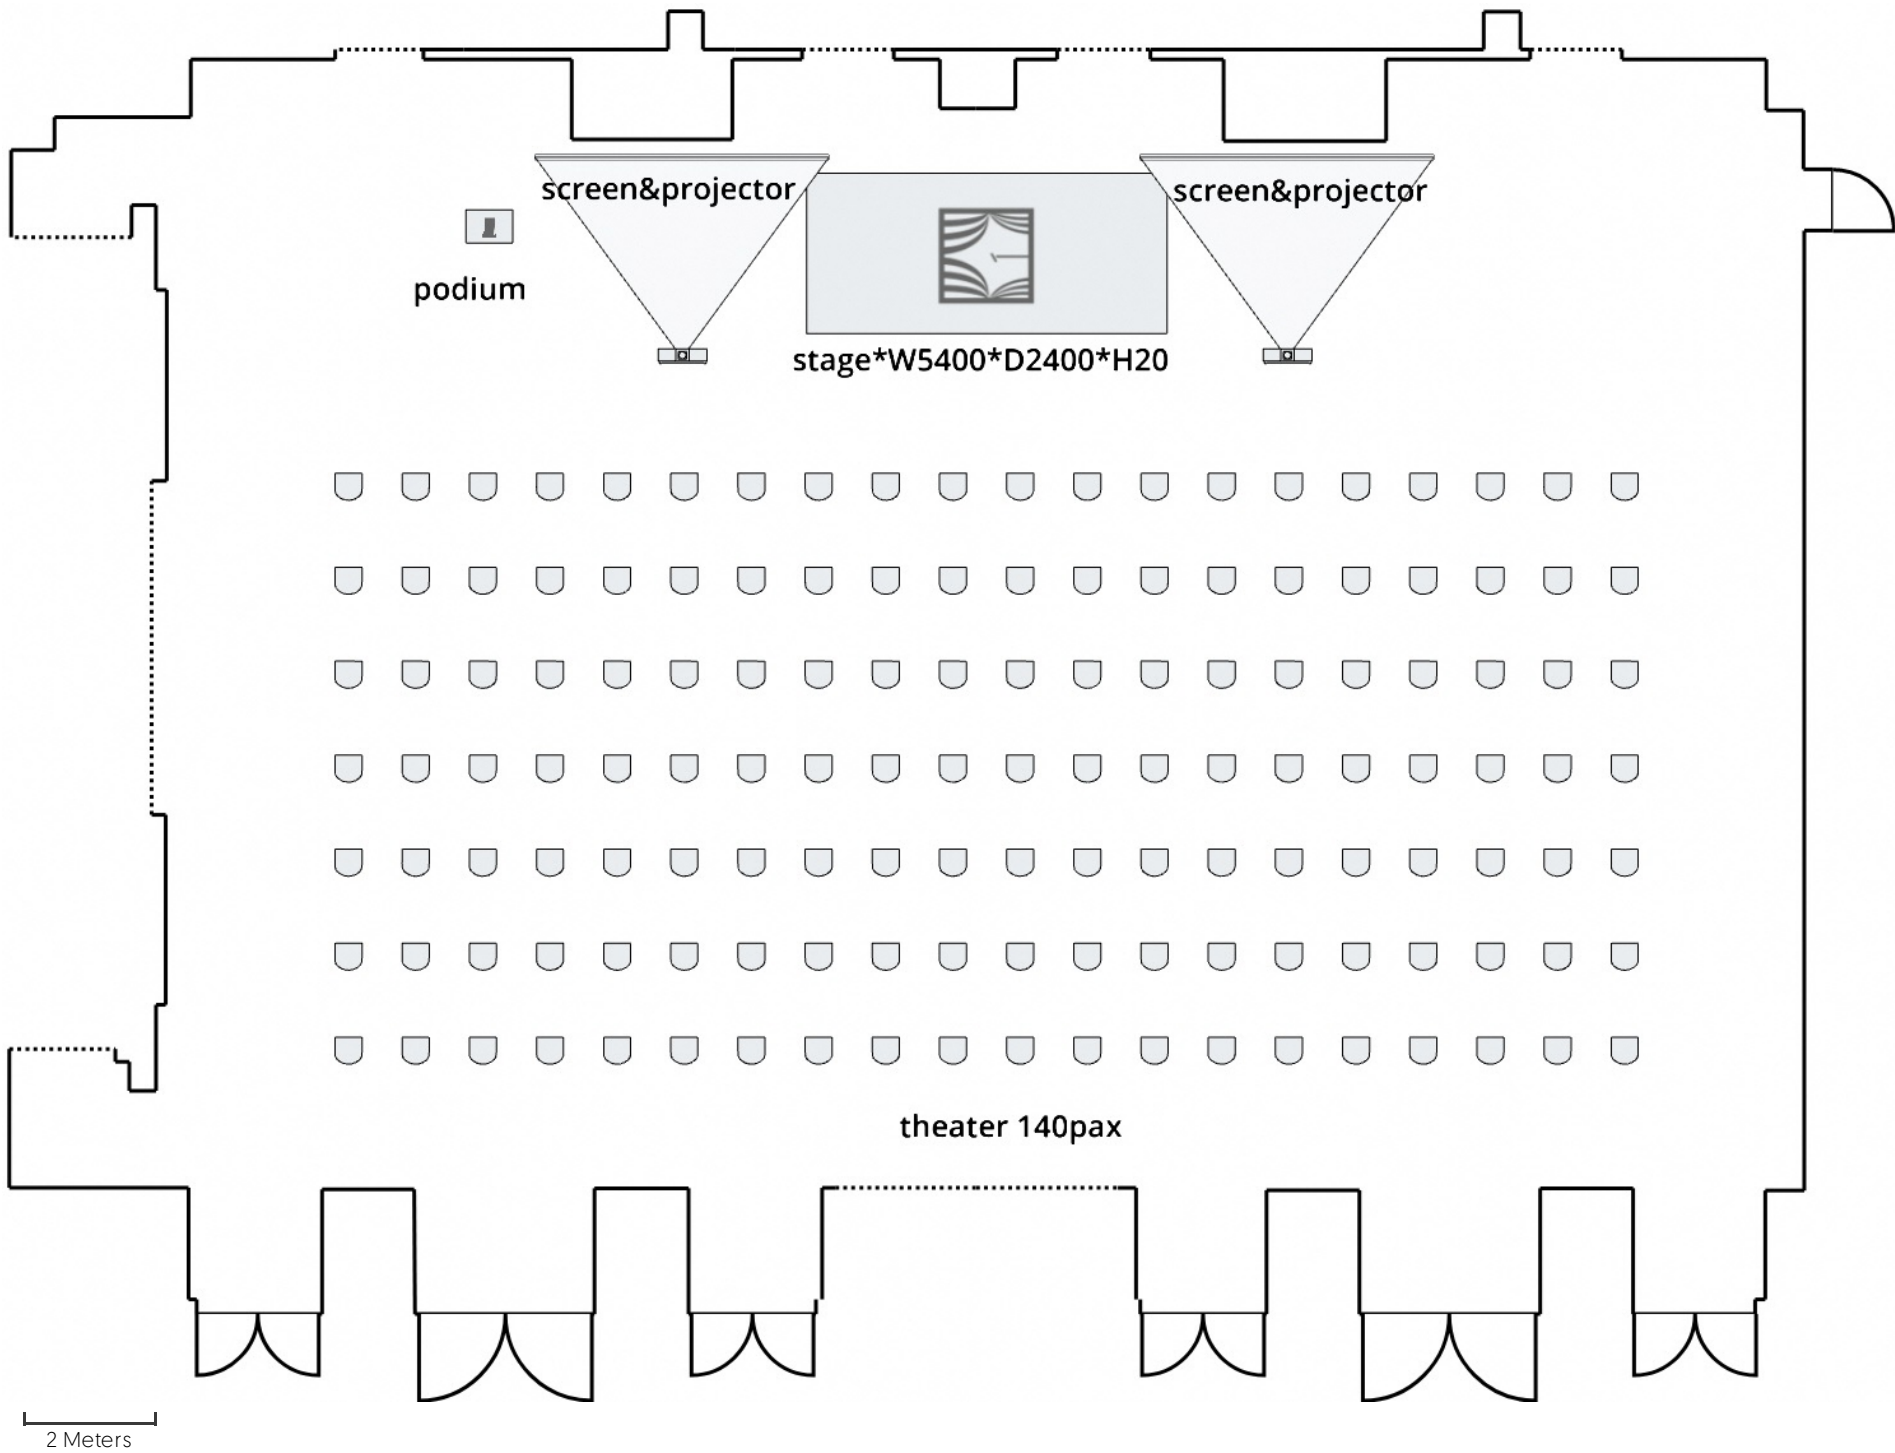 screen&projector
screen&projector
podium
stage*W5400*D2400*H20
theater 140pax
2 Meters